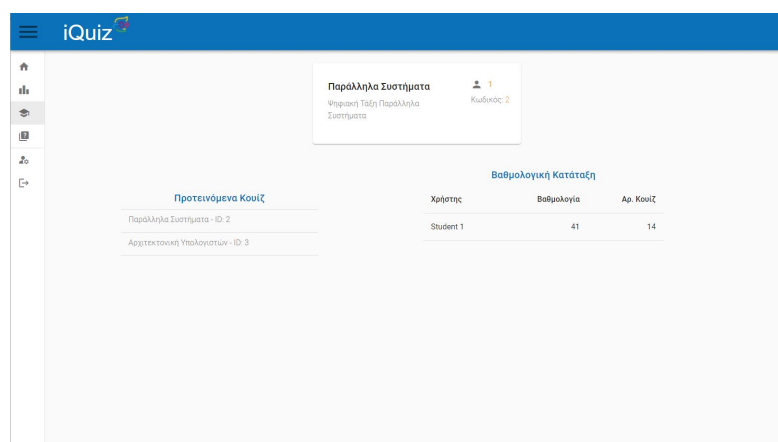 iQuiz
Παράλληλα Συστήματα
1
Ψηφιακή Τάξη Παράλληλα
Συστήματα
Κωδικός: 2
Βαθμολογική Κατάταξη
Προτεινόμενα Κουίζ
Χρήστης Βαθμολογία Αρ. Κουίζ
Παράλληλα Συστήματα - ID: 2
Student 1 41 14
Αρχιτεκτονική Υπολογιστών - ID: 3